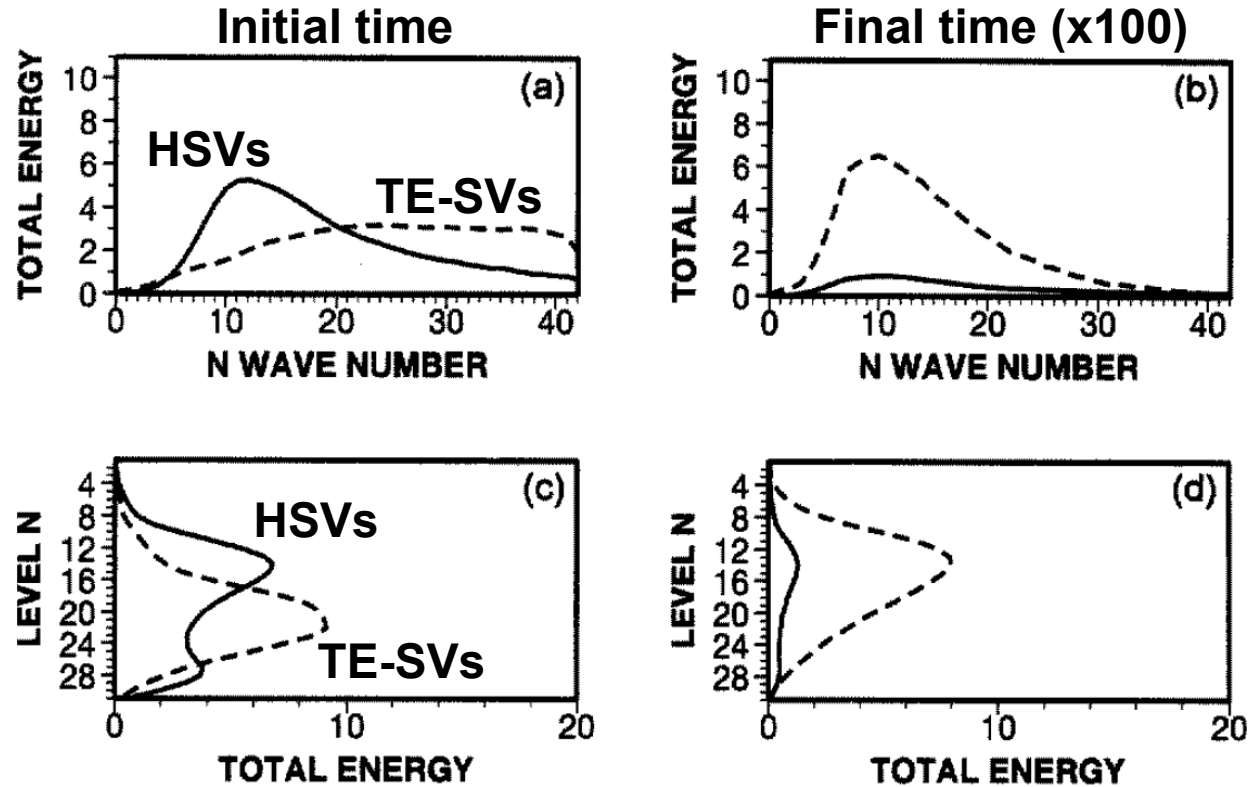 Initial time
Final time (x100)
TOTAL ENERGY
10
8
6
4
2
0
(a)
HSVs
TE-SVs
0 10 20 30 40
N WAVE NUMBER
TOTAL ENERGY
10
8
6
4
2
0
(b)
0 10 20 30 40
N WAVE NUMBER
LEVEL N
4
8
12
16
20
24
28
(c)
HSVs
TE-SVs
0 10 20
TOTAL ENERGY
LEVEL N
4
8
12
16
20
24
28
(d)
0 10 20
TOTAL ENERGY